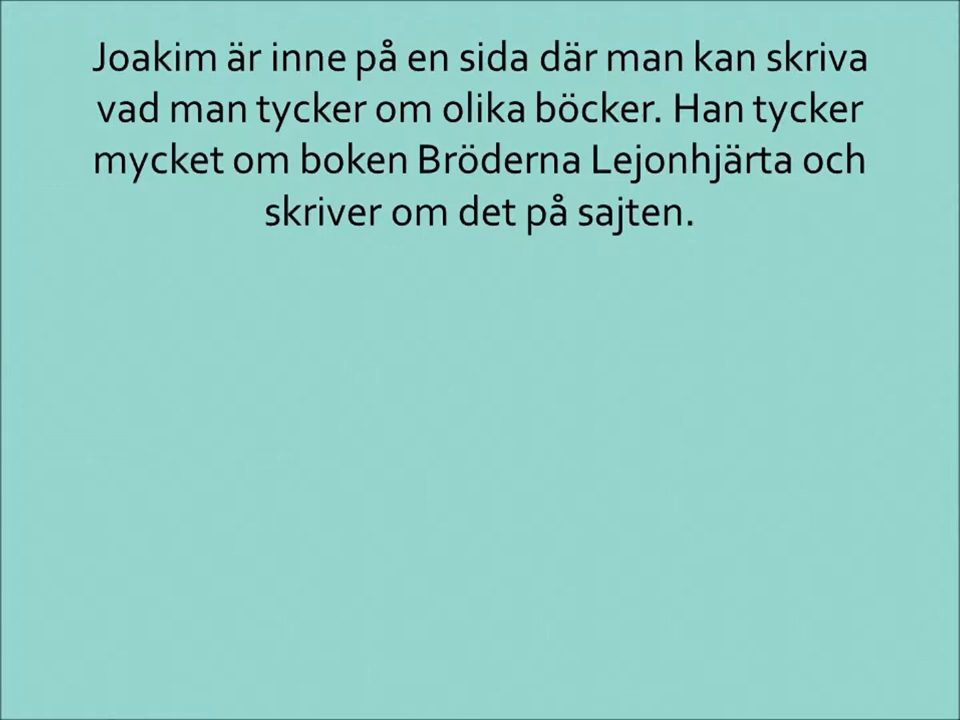 Joakim är inne på en sida där man kan skriva
vad man tycker om olika böcker. Han tycker
mycket om boken Bröderna Lejonhjärta och
skriver om det på sajten.